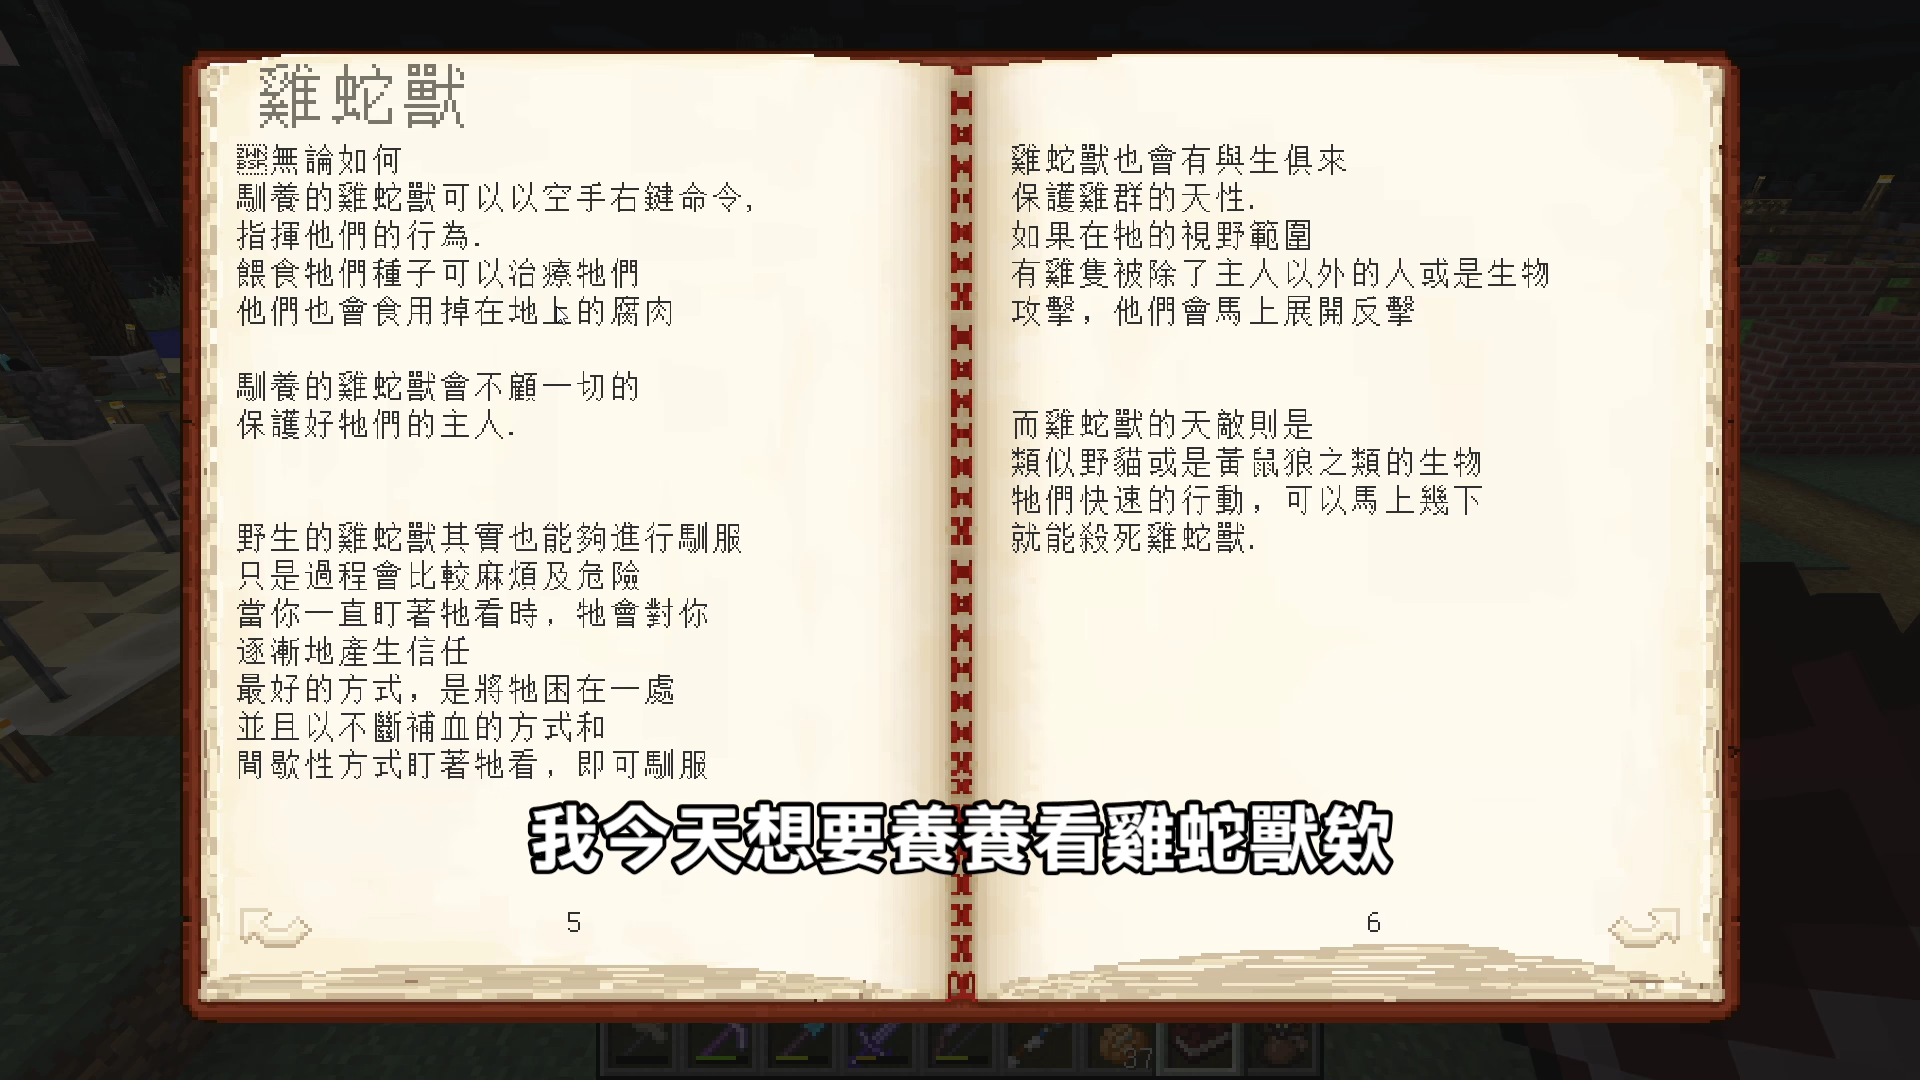 雞蛇獸
無論如何
馴養的雞蛇獸可以以空手右鍵命令,
指揮他們的行為.
餵食牠們種子可以治療牠們
他們也會食用掉在地上的腐肉
馴養的雞蛇獸會不顧一切的
保護好牠們的主人.
野生的雞蛇獸其實也能夠進行馴服
只是過程會比較麻煩及危險
當你一直盯著牠看時，牠會對你
逐漸地產生信任
最好的方式，是將牠困在一處
並且以不斷補血的方式和
間歇性方式盯著牠看，即可馴服
5
雞蛇獸也會有與生俱來
保護雞群的天性.
如果在牠的視野範圍
有雞隻被除了主人以外的人或是生物
攻擊，他們會馬上展開反擊
而雞蛇獸的天敵則是
類似野貓或是黃鼠狼之類的生物
牠們快速的行動，可以馬上幾下
就能殺死雞蛇獸.
6
我今天想要養養看雞蛇獸欸
37